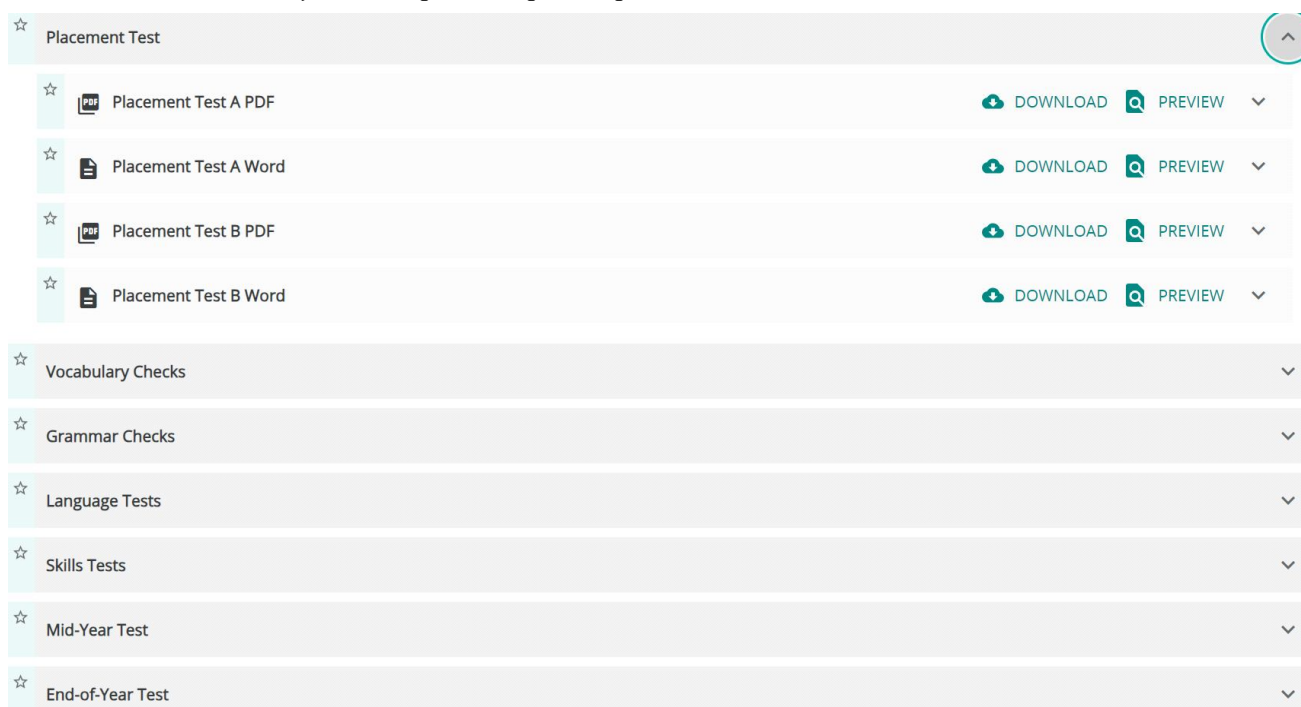 Placement Test
PDF Placement Test A PDF DOWNLOAD PREVIEW
Placement Test A Word DOWNLOAD PREVIEW
PDF Placement Test B PDF DOWNLOAD PREVIEW
Placement Test B Word DOWNLOAD PREVIEW
Vocabulary Checks
Grammar Checks
Language Tests
Skills Tests
Mid-Year Test
End-of-Year Test